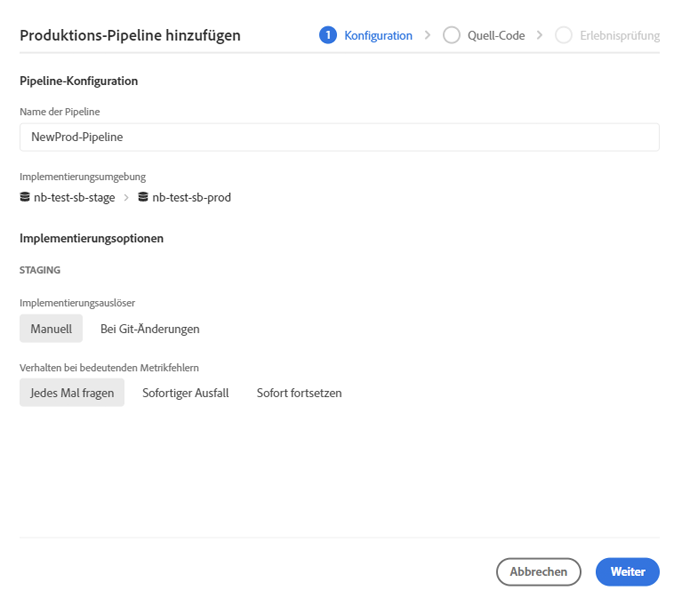 Produktions-Pipeline hinzufügen
1 Konfiguration Quell-Code Erlebnisprüfung
Pipeline-Konfiguration
Name der Pipeline
NewProd-Pipeline
Implementierungsumgebung
nb-test-sb-stage > nb-test-sb-prod
Implementierungsoptionen
STAGING
Implementierungsauslöser
Manuell Bei Git-Änderungen
Verhalten bei bedeutenden Metrikfehlern
Jedes Mal fragen Sofortiger Ausfall Sofort fortsetzen
Abbrechen Weiter